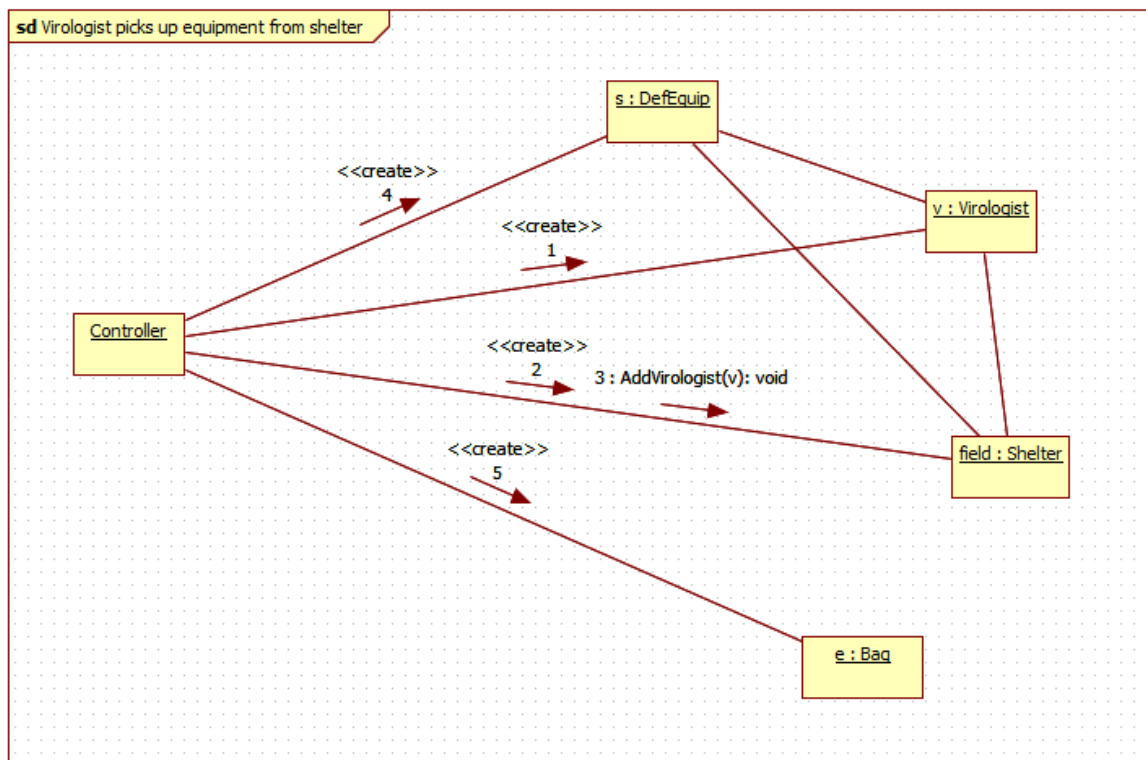 sd Virologist picks up equipment from shelter
s : DefEquip
<<create>>
4
v : Virologist
<<create>>
1
Controller
<<create>>
2
3 : AddVirologist(v): void
<<create>>
5
field : Shelter
e : Bag